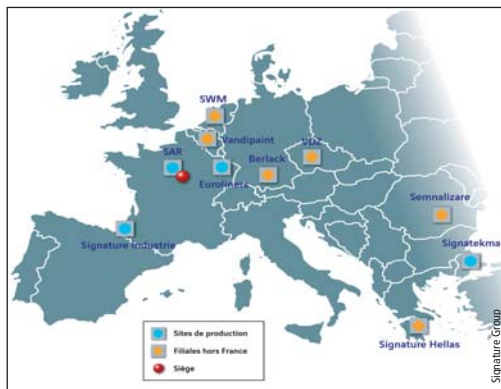 SWM
Vandipaint
SAR
VDZ
Berlack
Euroliners
Semnalizare
Signature Industrie
Signatekma
Signature Hellas
Sites de production
Filiales hors France
Siège
Signature Group